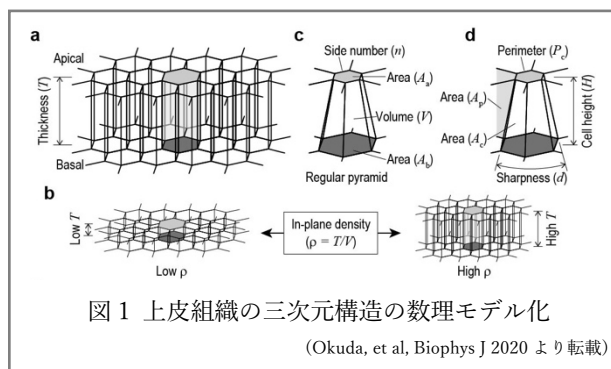 a
Apical
Thickness (T)
Basal
c
Side number (n)
Area (Aa)
Volume (V)
Area (Ab)
Regular pyramid
d
Perimeter (Pc)
Area (Ap)
Area (Ac)
Cell height (H)
Sharpness (d)
b
Low T
Low ρ
In-plane density
(ρ = T/V)
High T
High ρ
図 1 上皮組織の三次元構造の数理モデル化
(Okuda, et al, Biophys J 2020 より転載)